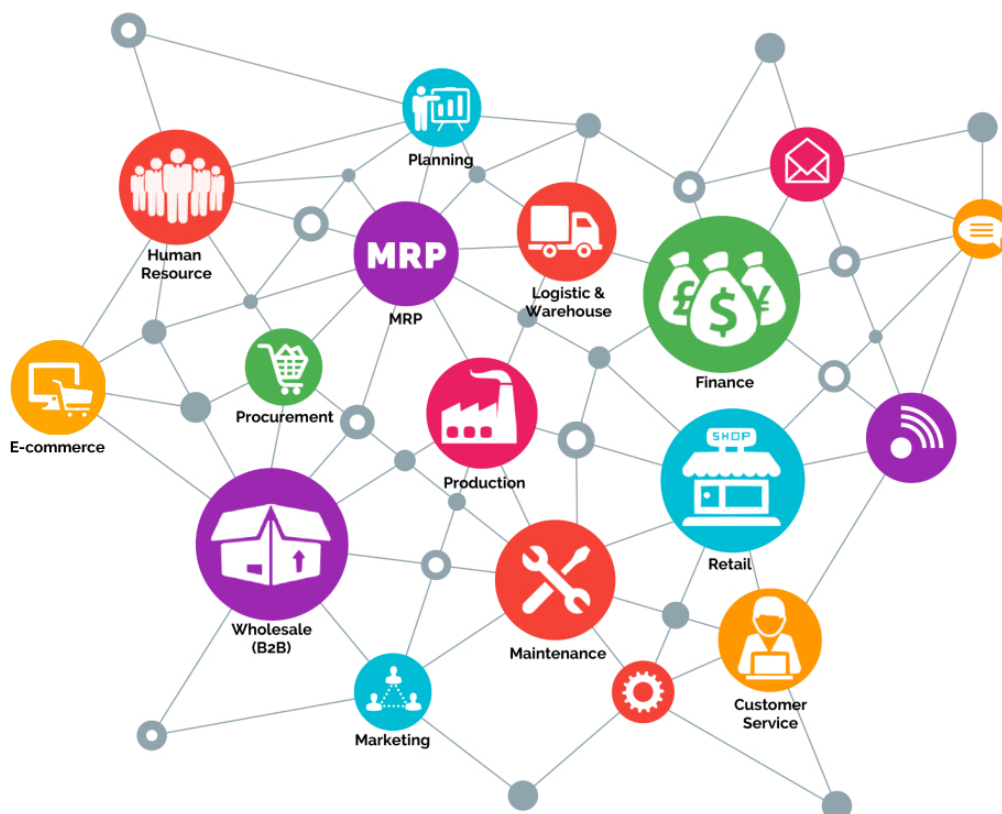 Planning
Human
Resource
MRP
MRP
Logistic &
Warehouse
£
$
¥
Finance
E-commerce
Procurement
Production
SHOP
Retail
Wholesale
(B2B)
Maintenance
Marketing
Customer
Service